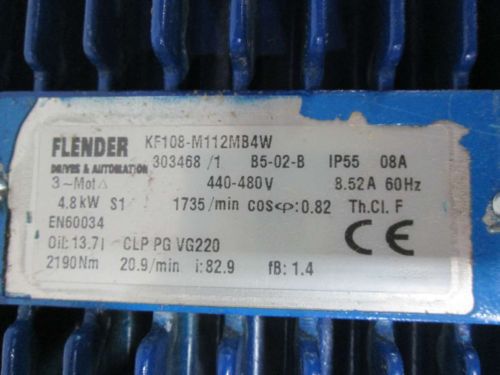 FLENDER KF108-M112MB4W
DRIVES & AUTOMATION 303468 /1 B5-02-B IP55 08A
3~Mot△ 440-480V 8.52A 60Hz
4.8kW S1 1735/min cosφ:0.82 Th.Cl. F
EN60034
Oil: 13.7l CLP PG VG220
2190Nm 20.9/min i:82.9 fB: 1.4
CE